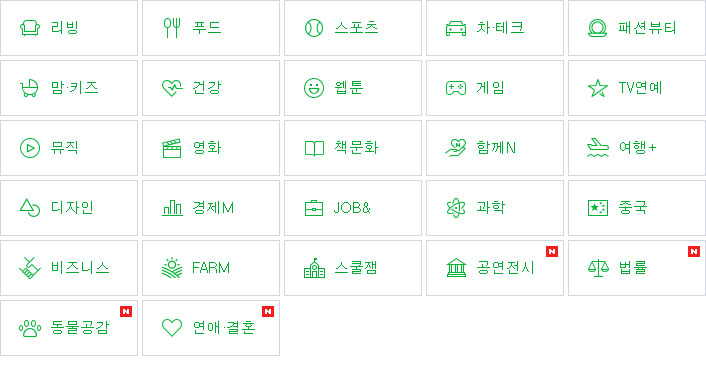 리빙
푸드
스포츠
차·테크
패션뷰티
맘·키즈
건강
웹툰
게임
TV연예
뮤직
영화
책문화
함께N
여행+
디자인
경제M
JOB&
과학
중국
비즈니스
FARM
스쿨잼
공연전시
N
법률
N
동물공감
N
연애·결혼
N